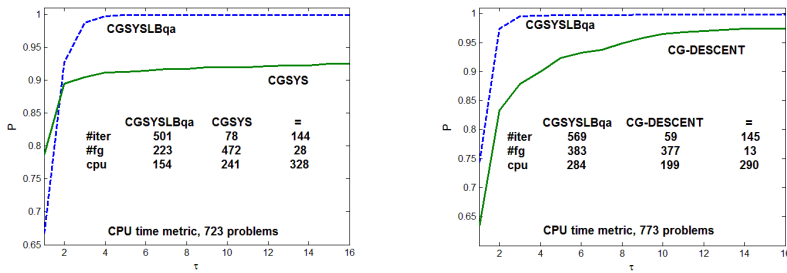 1
0.95
0.9
0.85
0.8
0.75
0.7
0.65
P
CGSYSLBqa
CGSYS
CGSYSLBqa CGSYS =
#iter 501 78 144
#fg 223 472 28
cpu 154 241 328
CPU time metric, 723 problems
2 4 6 8 10 12 14 16
τ
1
0.95
0.9
0.85
0.8
0.75
0.7
0.65
P
CGSYSLBqa
CG-DESCENT
CGSYSLBqa CG-DESCENT =
#iter 569 59 145
#fg 383 377 13
cpu 284 199 290
CPU time metric, 773 problems
2 4 6 8 10 12 14 16
τ